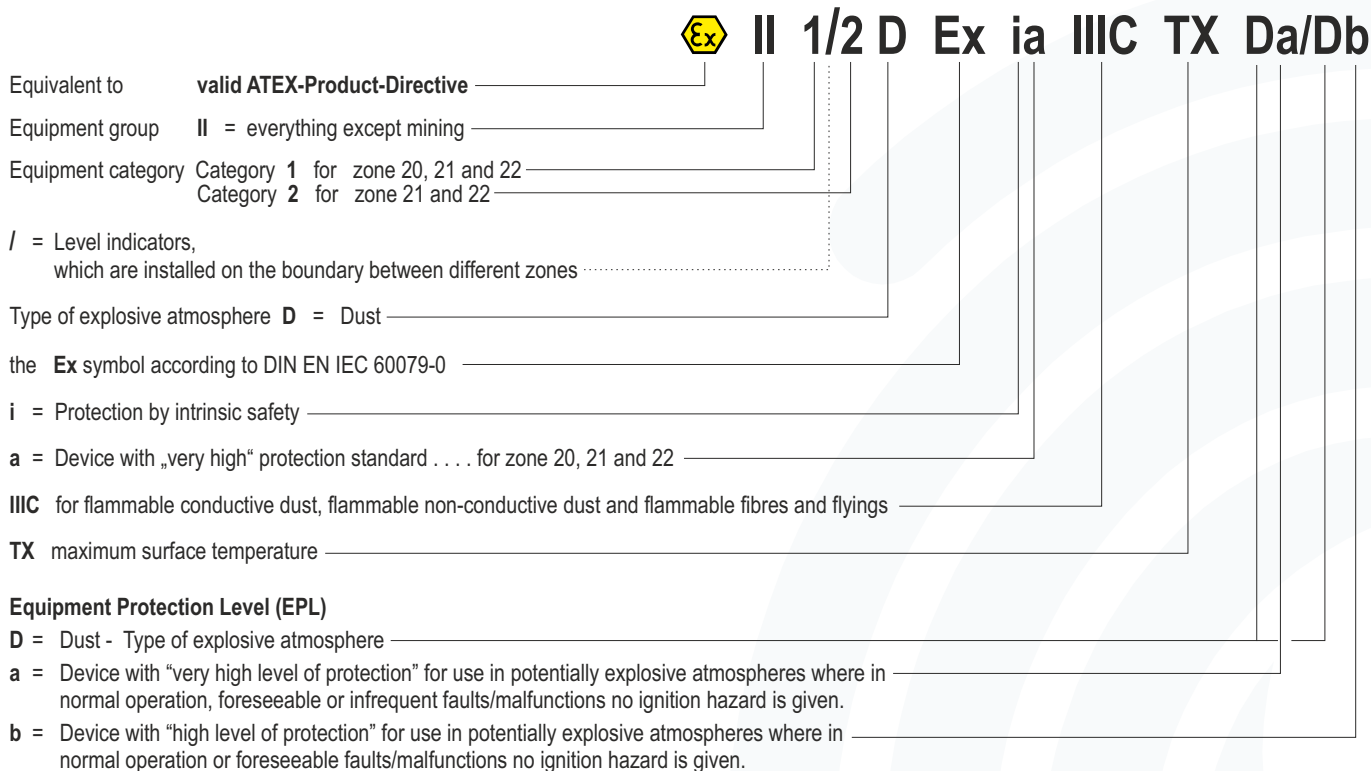 Ex II 1/2 D Ex ia IIIC TX Da/Db
Equivalent to valid ATEX-Product-Directive
Equipment group II = everything except mining
Equipment category Category 1 for zone 20, 21 and 22
Category 2 for zone 21 and 22
/ = Level indicators,
which are installed on the boundary between different zones
Type of explosive atmosphere D = Dust
the Ex symbol according to DIN EN IEC 60079-0
i = Protection by intrinsic safety
a = Device with „very high“ protection standard . . . . for zone 20, 21 and 22
IIIC for flammable conductive dust, flammable non-conductive dust and flammable fibres and flyings
TX maximum surface temperature
Equipment Protection Level (EPL)
D = Dust - Type of explosive atmosphere
a = Device with “very high level of protection” for use in potentially explosive atmospheres where in
normal operation, foreseeable or infrequent faults/malfunctions no ignition hazard is given.
b = Device with “high level of protection” for use in potentially explosive atmospheres where in
normal operation or foreseeable faults/malfunctions no ignition hazard is given.